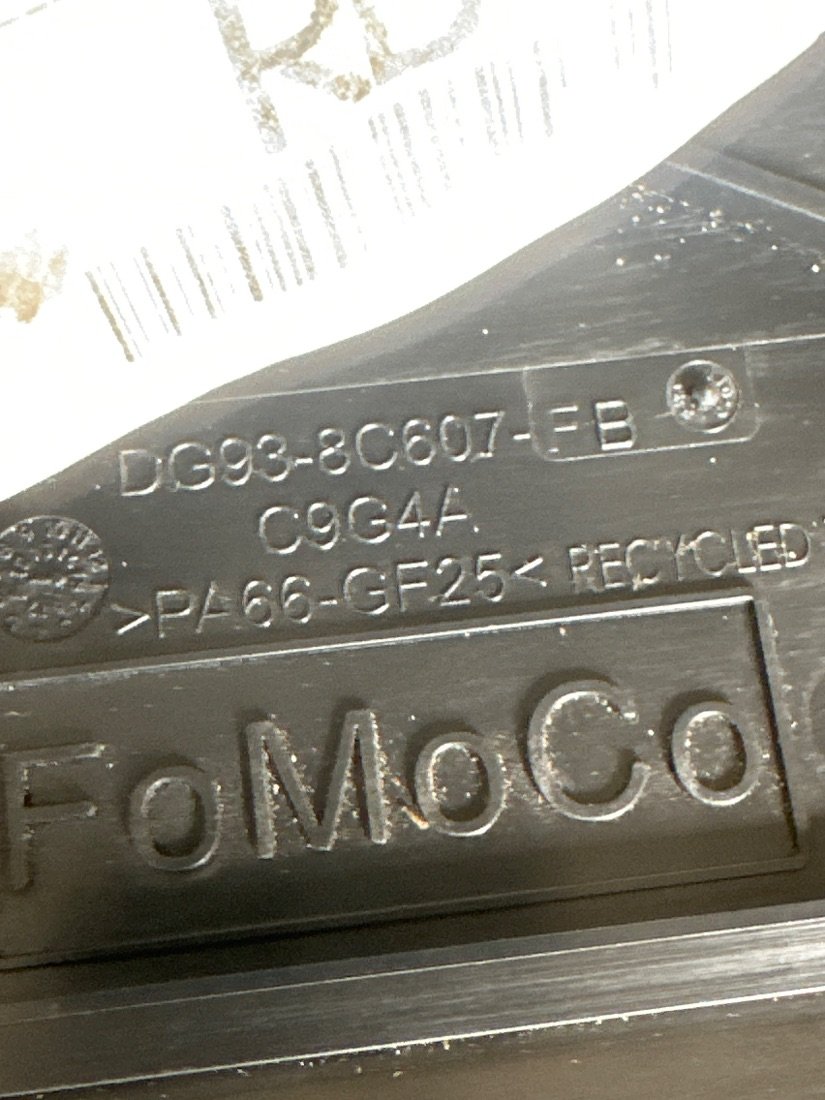 DG93-8C607-FB
C9G4A
>PA66-GF25< RECYCLED
FoMoCo